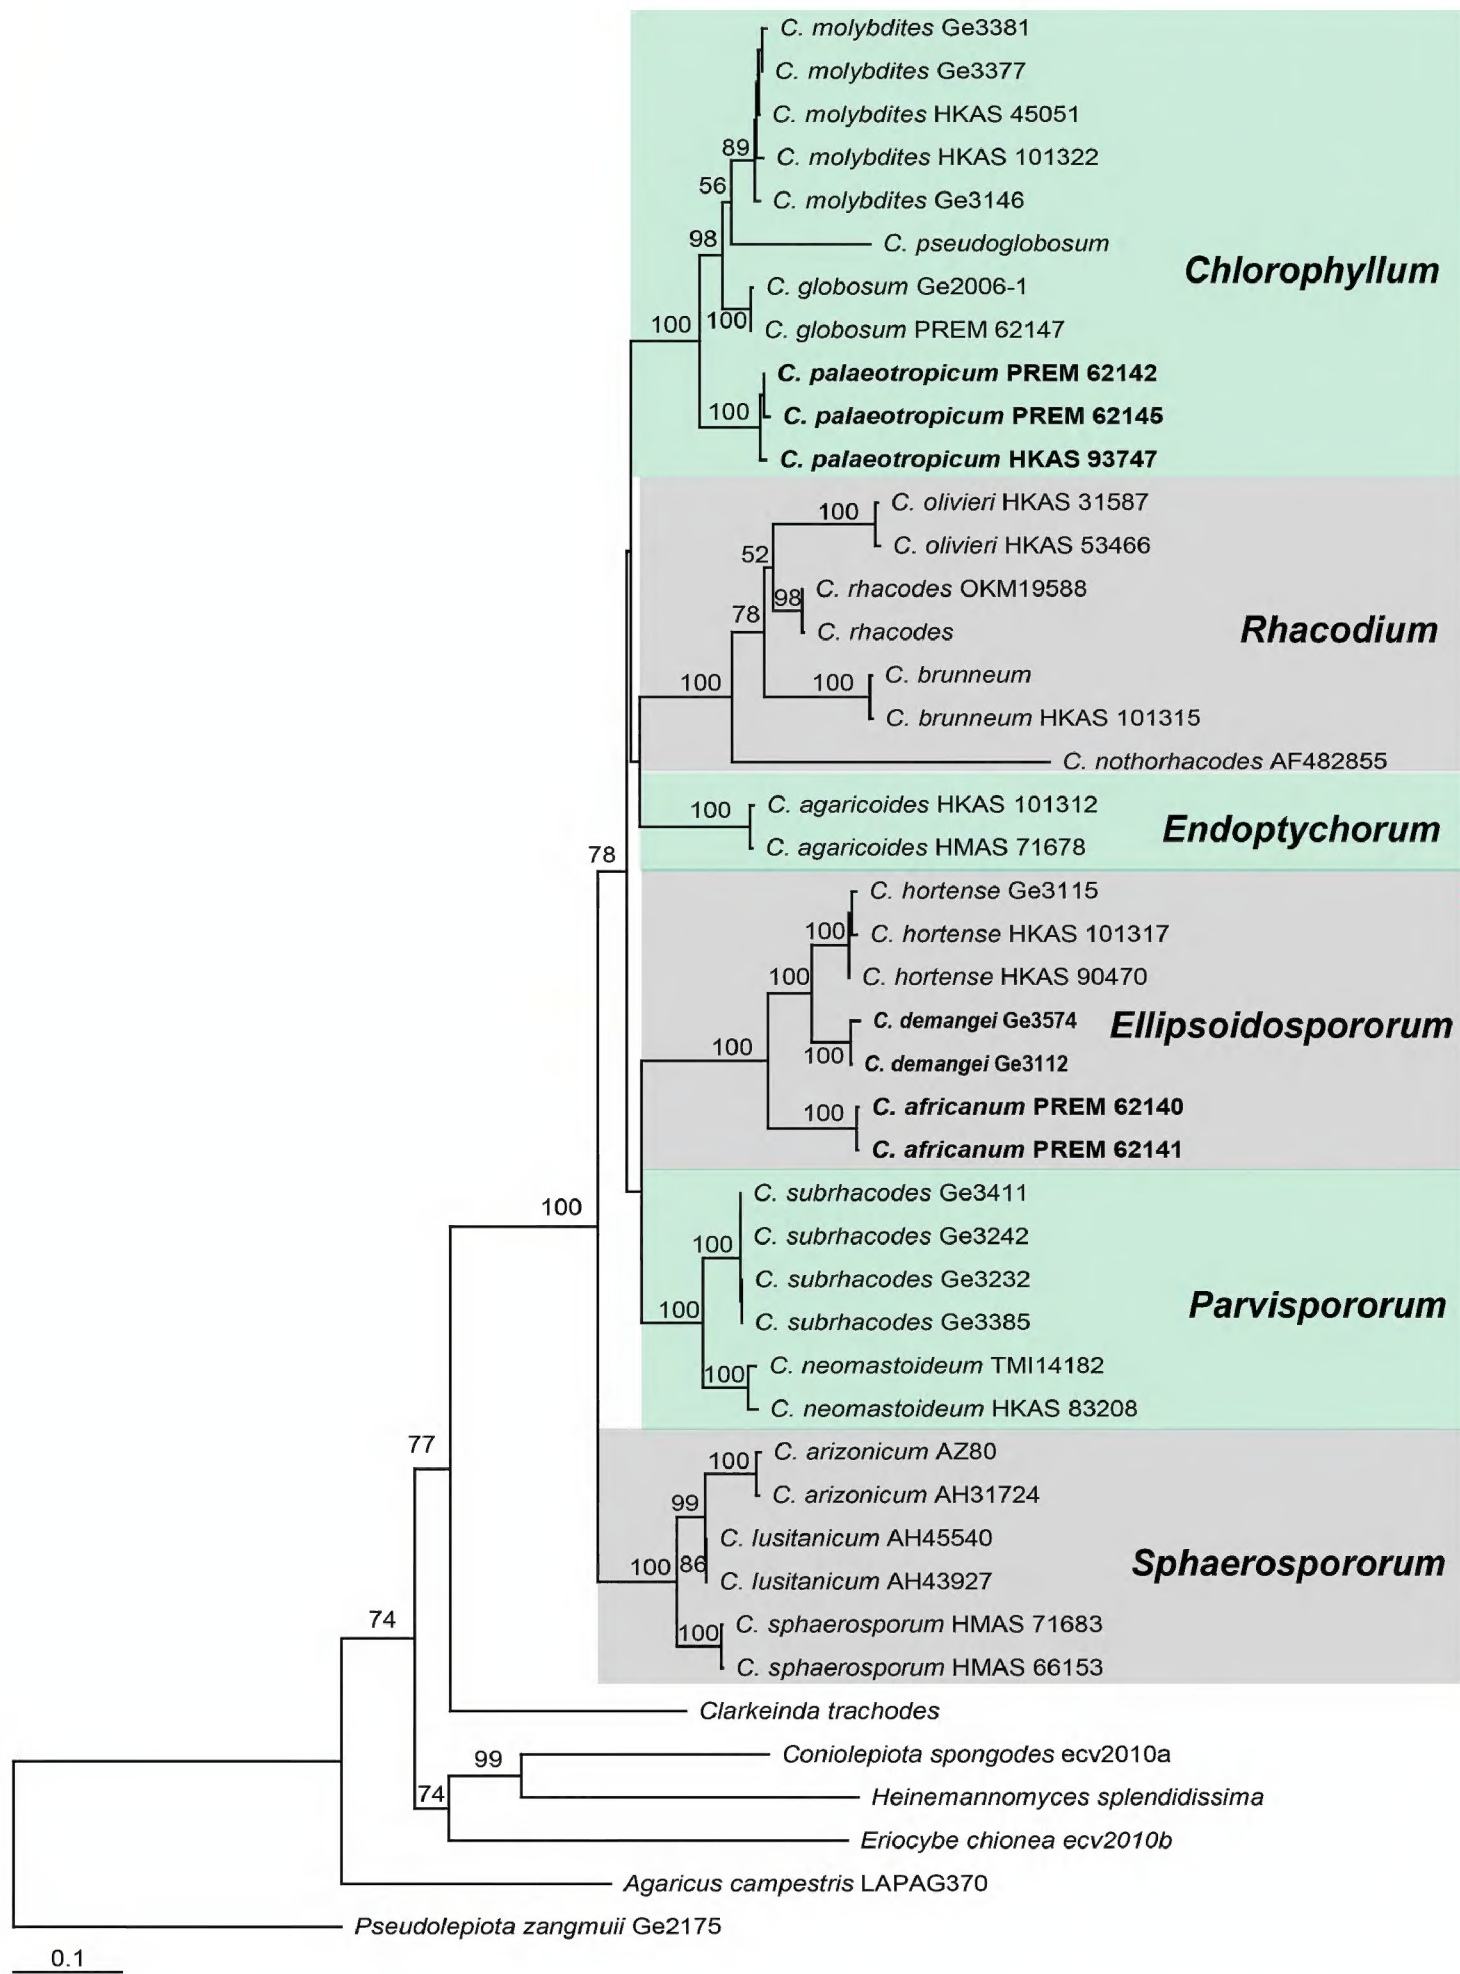 C. molybdites Ge3381
C. molybdites Ge3377
C. molybdites HKAS 45051
89
C. molybdites HKAS 101322
56
C. molybdites Ge3146
98
C. pseudoglobosum
Chlorophyllum
C. globosum Ge2006-1
100
100
C. globosum PREM 62147
C. palaeotropicum PREM 62142
100
C. palaeotropicum PREM 62145
C. palaeotropicum HKAS 93747
C. olivieri HKAS 31587
100
C. olivieri HKAS 53466
52
C. rhacodes OKM19588
98
78
C. rhacodes
Rhacodium
C. brunneum
100
100
C. brunneum HKAS 101315
C. nothorhacodes AF482855
C. agaricoides HKAS 101312
100
Endoptychorum
C. agaricoides HMAS 71678
78
C. hortense Ge3115
100
C. hortense HKAS 101317
100
C. hortense HKAS 90470
C. demangei Ge3574
Ellipsoidospororum
100
100
C. demangei Ge3112
C. africanum PREM 62140
100
C. africanum PREM 62141
C. subrhacodes Ge3411
100
C. subrhacodes Ge3242
100
C. subrhacodes Ge3232
Parvispororum
100
C. subrhacodes Ge3385
C. neomastoideum TMI14182
100
C. neomastoideum HKAS 83208
77
C. arizonicum AZ80
100
C. arizonicum AH31724
99
C. lusitanicum AH45540
100
86
Sphaerospororum
C. lusitanicum AH43927
74
C. sphaerosporum HMAS 71683
100
C. sphaerosporum HMAS 66153
Clarkeinda trachodes
99
Coniolepiota spongodes ecv2010a
74
Heinemannomyces splendidissima
Eriocybe chionea ecv2010b
Agaricus campestris LAPAG370
Pseudolepiota zangmuii Ge2175
0.1